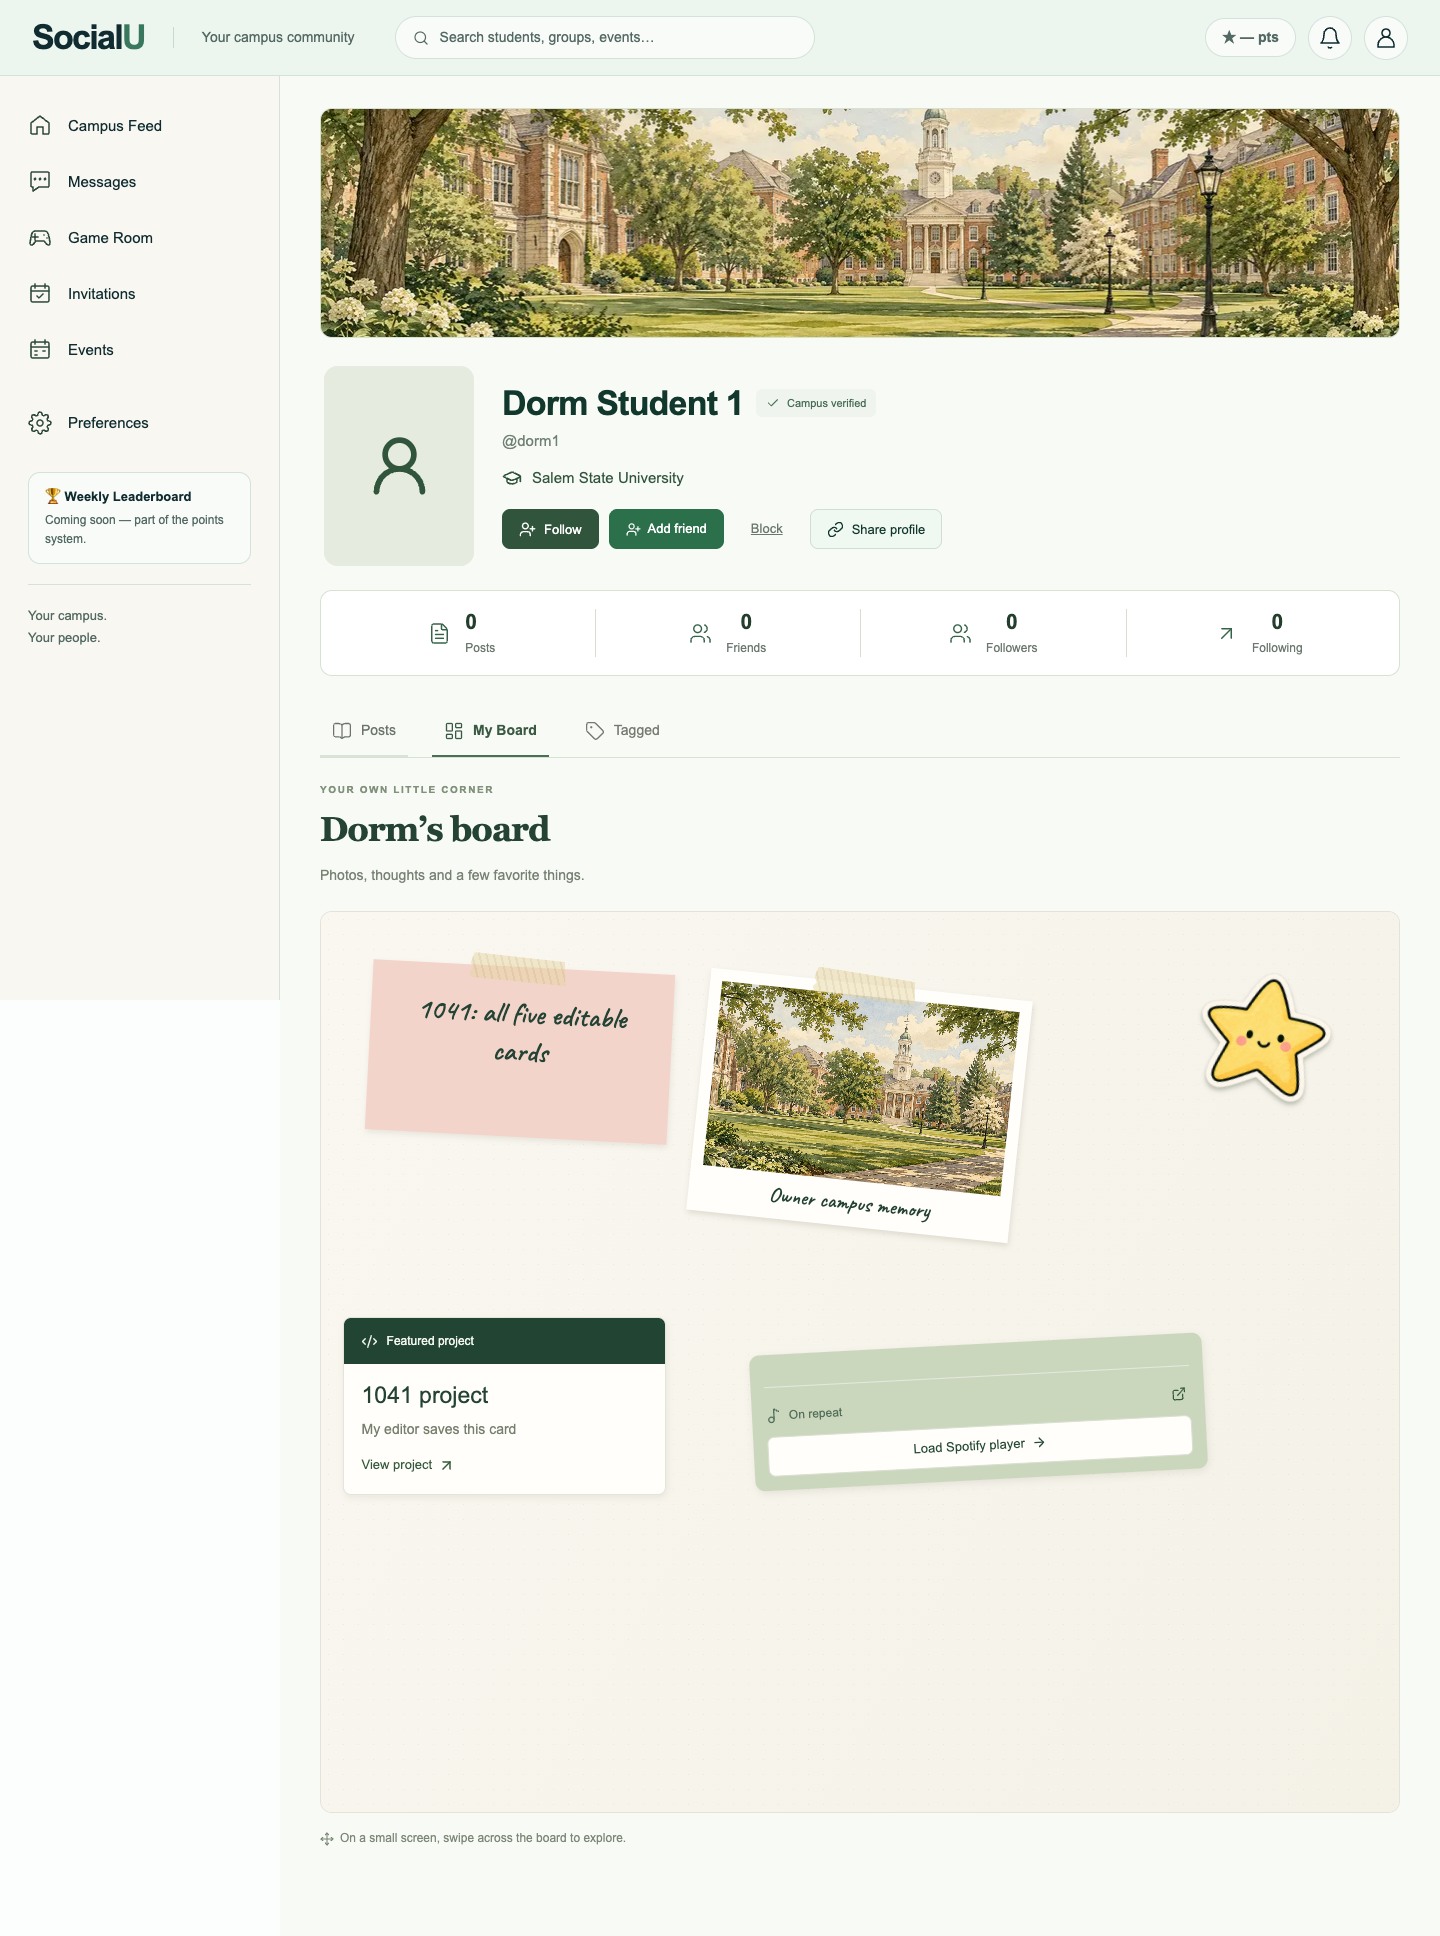 SocialU
Your campus community
Search students, groups, events…
★ — pts
Campus Feed
Messages
Game Room
Invitations
Events
Preferences
🏆 Weekly Leaderboard
Coming soon — part of the points
system.
Your campus.
Your people.
Dorm Student 1
Campus verified
@dorm1
Salem State University
Follow
Add friend
Block
Share profile
0
Posts
0
Friends
0
Followers
0
Following
Posts
My Board
Tagged
YOUR OWN LITTLE CORNER
Dorm’s board
Photos, thoughts and a few favorite things.
1041: all five editable
cards
Owner campus memory
Featured project
1041 project
My editor saves this card
View project
On repeat
Load Spotify player
On a small screen, swipe across the board to explore.